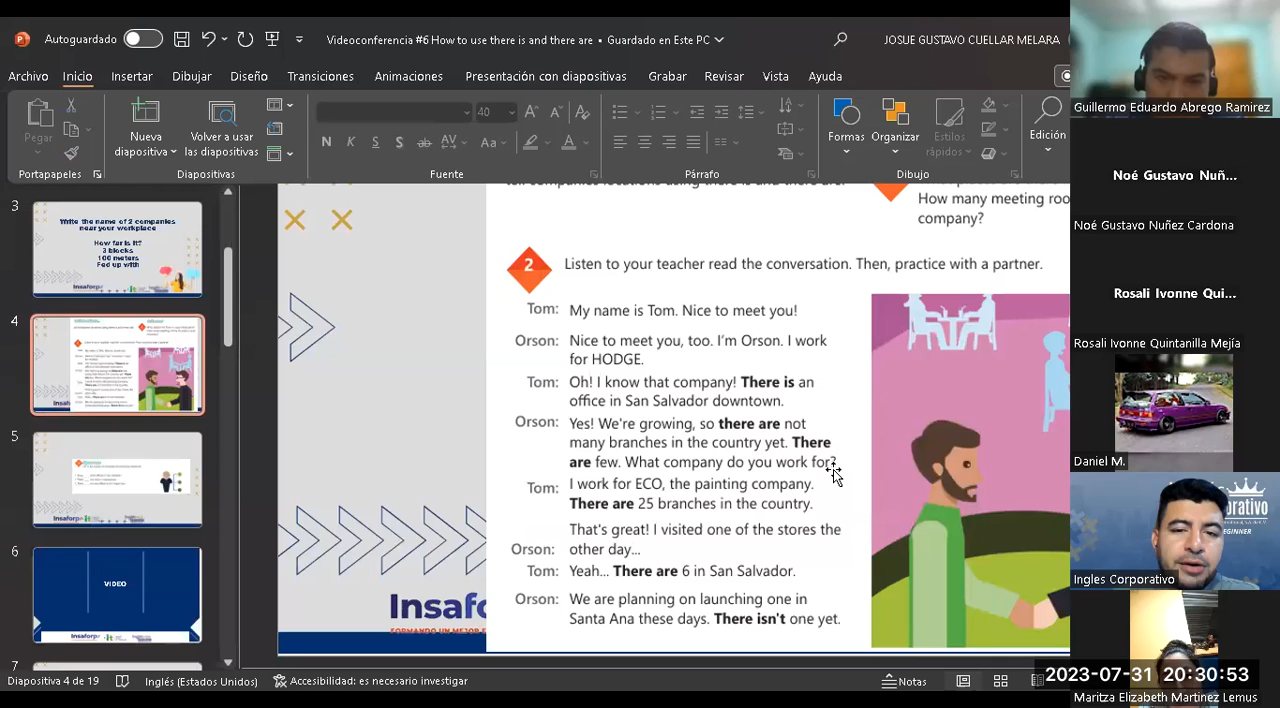 Autoguardado
Videoconferencia #6 How to use there is and there are • Guardado en Este PC
JOSUE GUSTAVO CUELLAR MELARA
Archivo Inicio Insertar Dibujar Diseño Transiciones Animaciones Presentación con diapositivas Grabar Revisar Vista Ayuda
Pegar
Nueva diapositiva
Volver a usar las diapositivas
40
N K S S ab AV Aa A
Formas
Organizar
Estilos rápidos
Edición
Portapapeles
Diapositivas
Fuente
Párrafo
Dibujo
3
Write the name of 2 companies
near your workplace
How far is it?
3 blocks
100 meters
Fed up with
4
5
6
VIDEO
7
How many meeting roo
company?
2
Listen to your teacher read the conversation. Then, practice with a partner.
Tom: My name is Tom. Nice to meet you!
Orson: Nice to meet you, too. I'm Orson. I work
for HODGE.
Tom: Oh! I know that company! There is an
office in San Salvador downtown.
Orson: Yes! We're growing, so there are not
many branches in the country yet. There
are few. What company do you work for?
Tom: I work for ECO, the painting company.
There are 25 branches in the country.
That's great! I visited one of the stores the
Orson: other day...
Tom: Yeah... There are 6 in San Salvador.
Orson: We are planning on launching one in
Santa Ana these days. There isn't one yet.
Insafo
Diapositiva 4 de 19
Inglés (Estados Unidos)
Accesibilidad: es necesario investigar
Notas
Guillermo Eduardo Abrego Ramirez
Noé Gustavo Nuñ...
Noé Gustavo Nuñez Cardona
Rosali Ivonne Qui...
Rosali Ivonne Quintanilla Mejía
Daniel M.
Ingles Corporativo
2023-07-31 20:30:53
Maritza Elizabeth Martinez Lemus